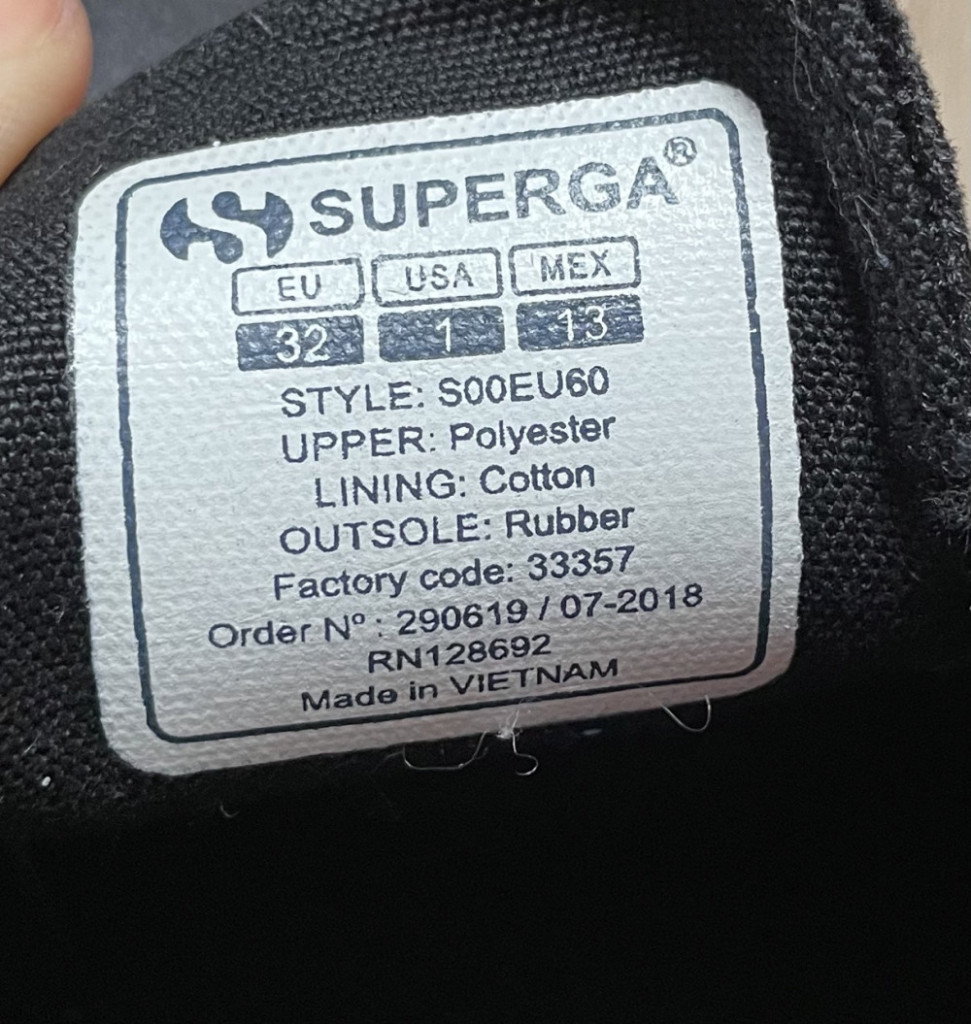 SUPERGA®
EU USA MEX
32 1 13
STYLE: S00EU60
UPPER: Polyester
LINING: Cotton
OUTSOLE: Rubber
Factory code: 33357
Order Nº : 290619 / 07-2018
RN128692
Made in VIETNAM